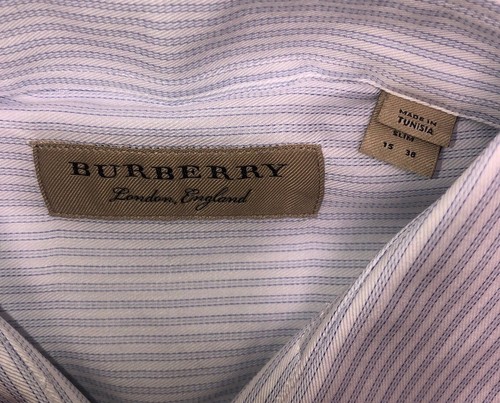 BURBERRY
London, England
MADE IN
TUNISIA
SLIM
15 38